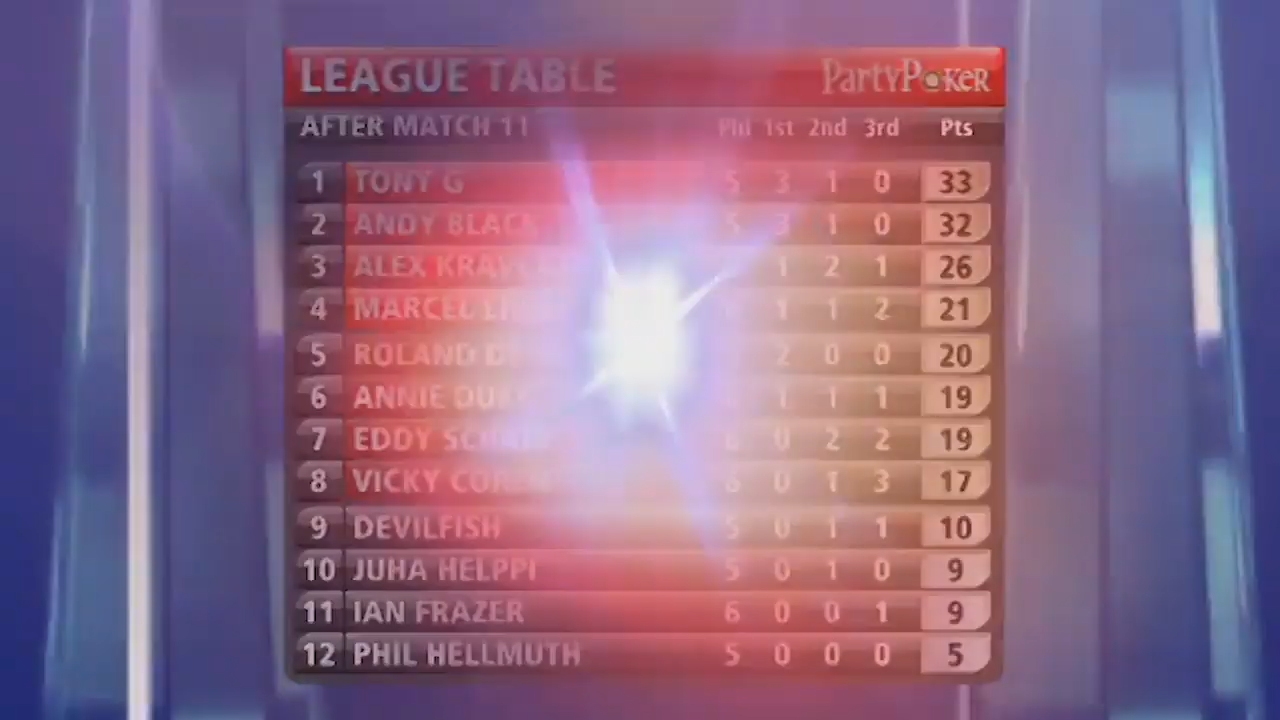 LEAGUE TABLE PartyPoker
AFTER MATCH 11 Pld 1st 2nd 3rd Pts
1 TONY G 5 3 1 0 33
2 ANDY BLACK 5 3 1 0 32
3 ALEX 1 2 1 26
4 MARCEL 1 1 2 21
5 ROLAND 2 0 0 20
6 ANNIE 1 1 1 19
7 EDDY 6 0 2 2 19
8 VICKY 6 0 1 3 17
9 DEVILFISH 5 0 1 1 10
10 JUHA HELPPI 5 0 1 0 9
11 IAN FRAZER 6 0 0 1 9
12 PHIL HELLMUTH 5 0 0 0 5